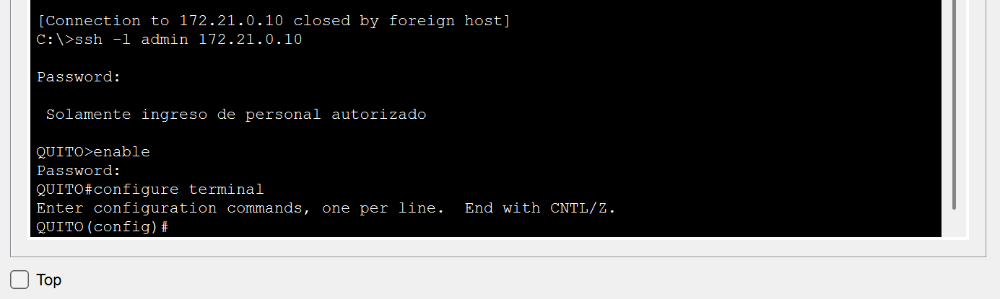 [Connection to 172.21.0.10 closed by foreign host]
C:\>ssh -l admin 172.21.0.10
Password:
Solamente ingreso de personal autorizado
QUITO>enable
Password:
QUITO#configure terminal
Enter configuration commands, one per line.  End with CNTL/Z.
QUITO(config)#
Top